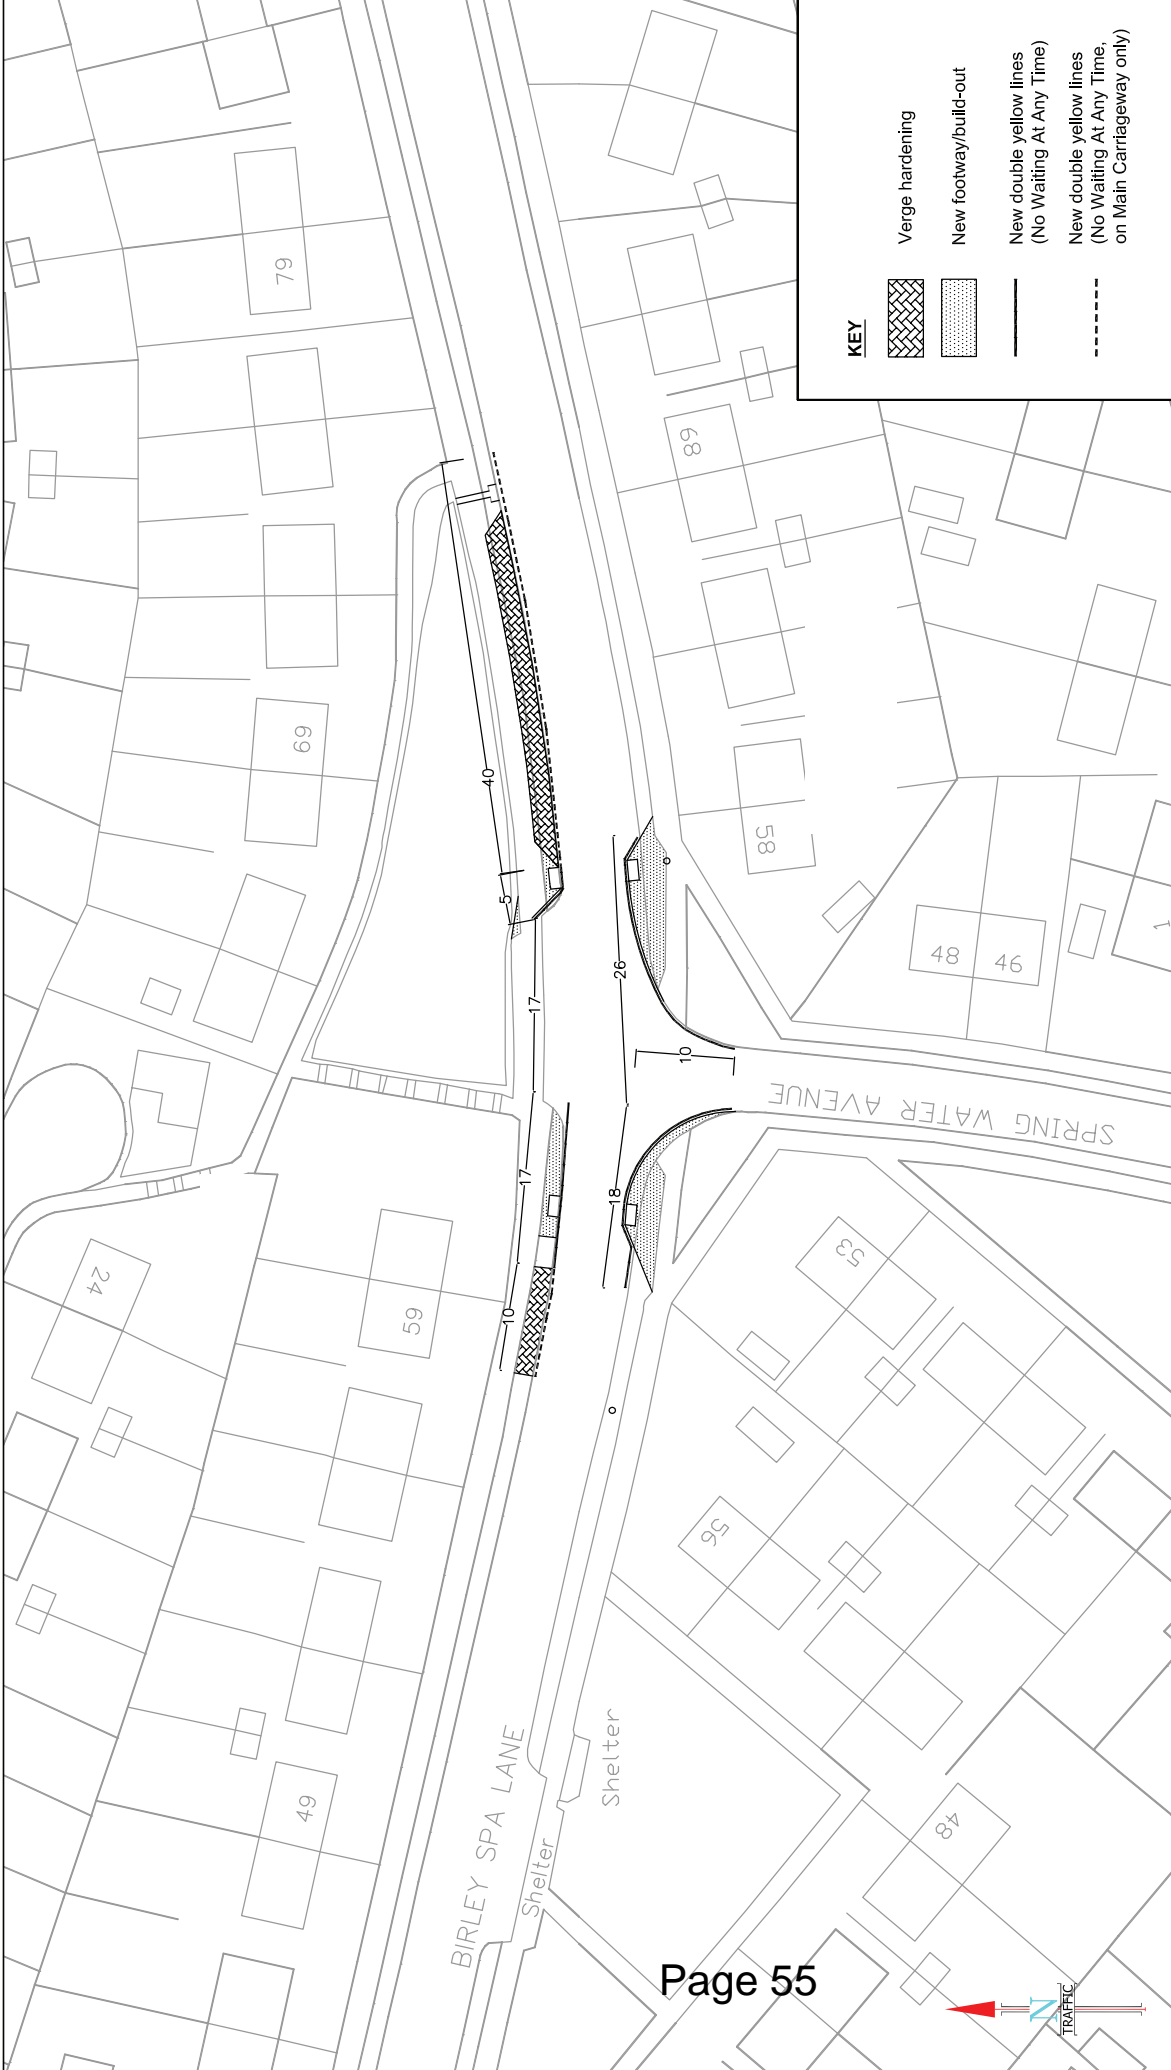 KEY
Verge hardening
New footway/build-out
New double yellow lines
(No Waiting At Any Time)
New double yellow lines
(No Waiting At Any Time,
on Main Carriageway only)
79
69
59
49
24
68
58
48
46
1
53
56
48
40
5
17
17
10
26
18
10
SPRING WATER AVENUE
BIRLEY SPA LANE
Shelter
Shelter
Page 55
N
TRAFFIC